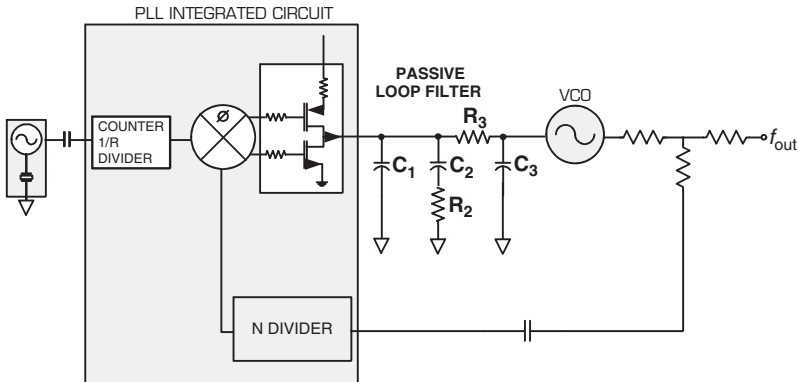 PLL INTEGRATED CIRCUIT
PASSIVE
LOOP FILTER
VCO
COUNTER
1/R
DIVIDER
Ø
R3
C1
C2
C3
R2
fout
N DIVIDER